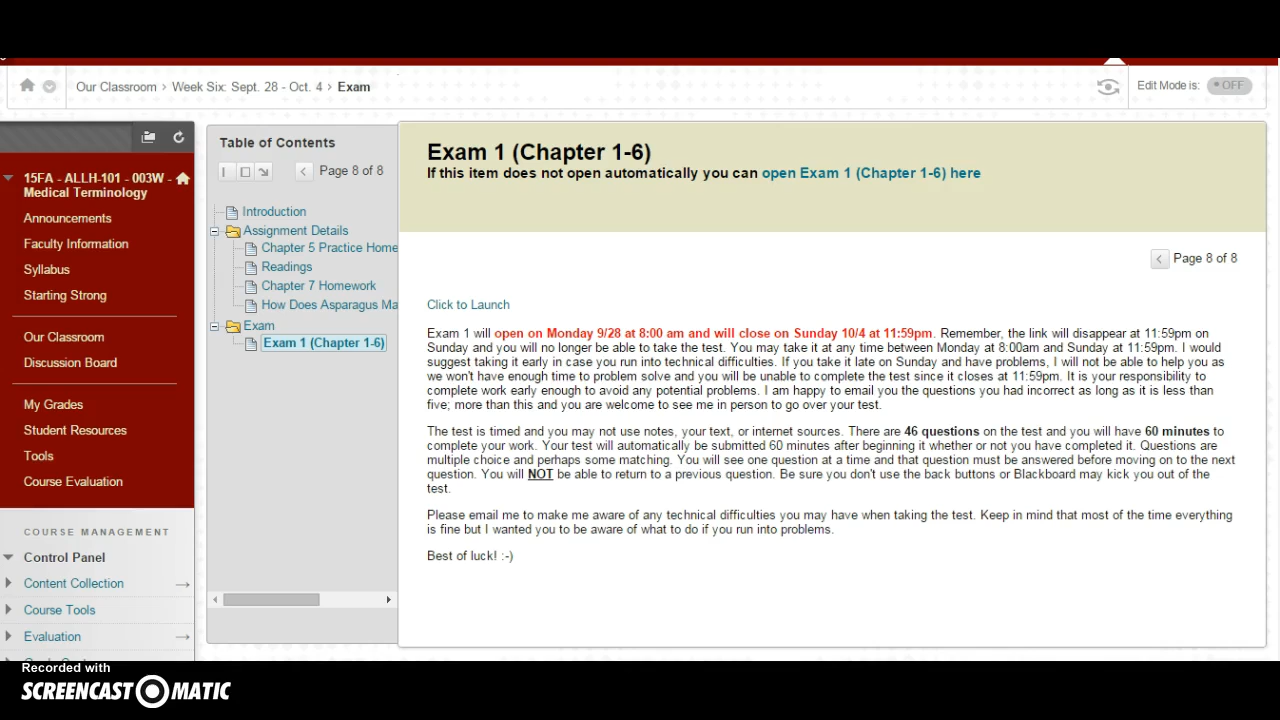 Our Classroom > Week Six: Sept. 28 - Oct. 4 > Exam
Edit Mode is: • OFF
15FA - ALLH-101 - 003W -
Medical Terminology
Announcements
Faculty Information
Syllabus
Starting Strong
Our Classroom
Discussion Board
My Grades
Student Resources
Tools
Course Evaluation
COURSE MANAGEMENT
Control Panel
Content Collection
Course Tools
Evaluation
Table of Contents
Page 8 of 8
Introduction
Assignment Details
Chapter 5 Practice Home
Readings
Chapter 7 Homework
How Does Asparagus Ma
Exam
Exam 1 (Chapter 1-6)
Exam 1 (Chapter 1-6)
If this item does not open automatically you can open Exam 1 (Chapter 1-6) here
Page 8 of 8
Click to Launch
Exam 1 will open on Monday 9/28 at 8:00 am and will close on Sunday 10/4 at 11:59pm. Remember, the link will disappear at 11:59pm on
Sunday and you will no longer be able to take the test. You may take it at any time between Monday at 8:00am and Sunday at 11:59pm. I would
suggest taking it early in case you run into technical difficulties. If you take it late on Sunday and have problems, I will not be able to help you as
we won't have enough time to problem solve and you will be unable to complete the test since it closes at 11:59pm. It is your responsibility to
complete work early enough to avoid any potential problems. I am happy to email you the questions you had incorrect as long as it is less than
five; more than this and you are welcome to see me in person to go over your test.
The test is timed and you may not use notes, your text, or internet sources. There are 46 questions on the test and you will have 60 minutes to
complete your work. Your test will automatically be submitted 60 minutes after beginning it whether or not you have completed it. Questions are
multiple choice and perhaps some matching. You will see one question at a time and that question must be answered before moving on to the next
question. You will NOT be able to return to a previous question. Be sure you don't use the back buttons or Blackboard may kick you out of the
test.
Please email me to make me aware of any technical difficulties you may have when taking the test. Keep in mind that most of the time everything
is fine but I wanted you to be aware of what to do if you run into problems.
Best of luck! :-)
Recorded with
SCREENCAST-O-MATIC